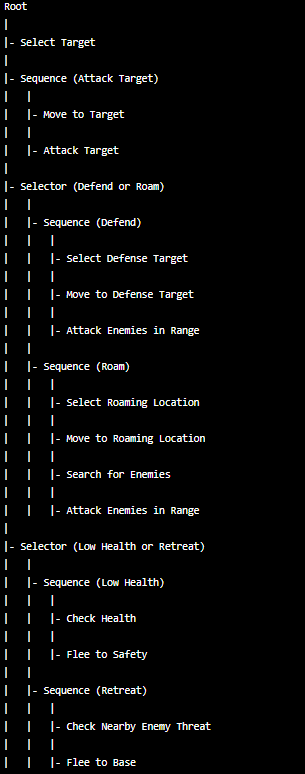 Root
|
|- Select Target
|
|- Sequence (Attack Target)
|   |
|   |- Move to Target
|   |
|   |- Attack Target
|
|- Selector (Defend or Roam)
|   |
|   |- Sequence (Defend)
|   |   |
|   |   |- Select Defense Target
|   |   |
|   |   |- Move to Defense Target
|   |   |
|   |   |- Attack Enemies in Range
|   |
|   |- Sequence (Roam)
|   |   |
|   |   |- Select Roaming Location
|   |   |
|   |   |- Move to Roaming Location
|   |   |
|   |   |- Search for Enemies
|   |   |
|   |   |- Attack Enemies in Range
|
|- Selector (Low Health or Retreat)
|   |
|   |- Sequence (Low Health)
|   |   |
|   |   |- Check Health
|   |   |
|   |   |- Flee to Safety
|   |
|   |- Sequence (Retreat)
|   |   |
|   |   |- Check Nearby Enemy Threat
|   |   |
|   |   |- Flee to Base